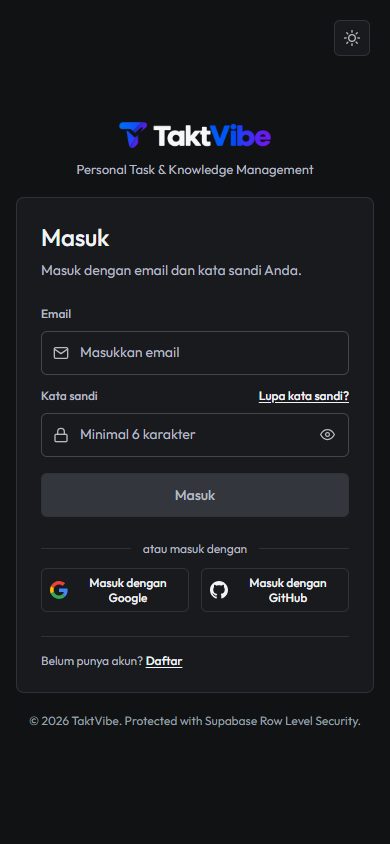 TaktVibe
Personal Task & Knowledge Management
Masuk
Masuk dengan email dan kata sandi Anda.
Email
Masukkan email
Kata sandi
Lupa kata sandi?
Minimal 6 karakter
Masuk
atau masuk dengan
Masuk dengan
Google
Masuk dengan
GitHub
Belum punya akun? Daftar
© 2026 TaktVibe. Protected with Supabase Row Level Security.